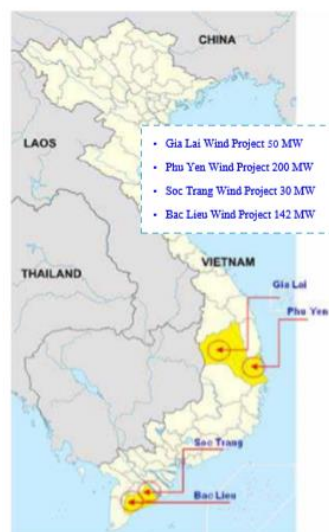 CHINA
• Gia Lai Wind Project 50 MW
• Phu Yen Wind Project 200 MW
• Soc Trang Wind Project 30 MW
• Bac Lieu Wind Project 142 MW
LAOS
THAILAND
VIETNAM
Gia Lai
Phu Yen
Soc Trang
Bac Lieu